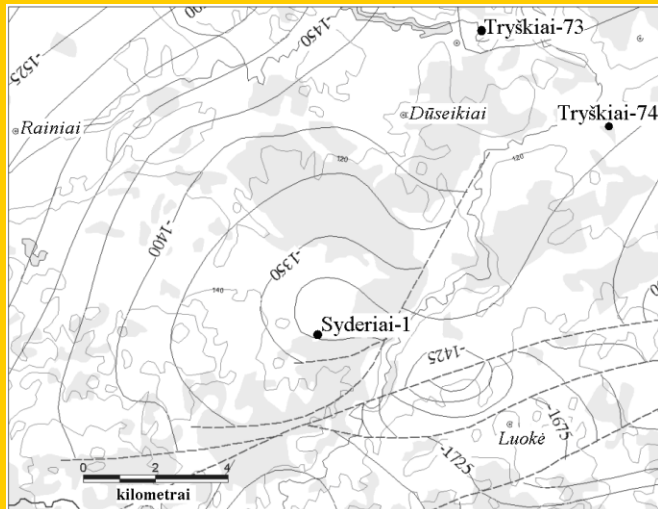 Tryškiai-73
-1450
-1525
Dūseikiai
Tryškiai-74
Rainiai
120
120
-1400
-1350
140
Syderiai-1
-1425
-1675
Luokė
-1725
0 2 4
kilometrai